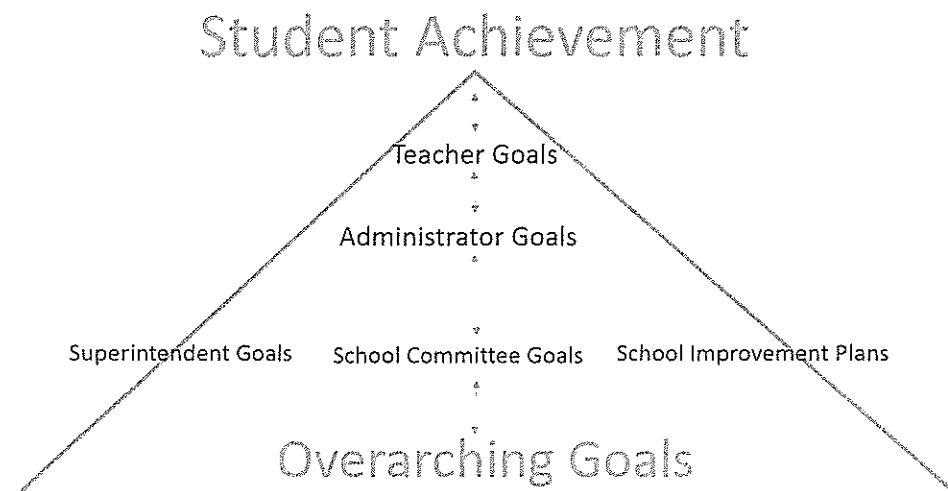 Student Achievement
Teacher Goals
Administrator Goals
Superintendent Goals School Committee Goals School Improvement Plans
Overarching Goals